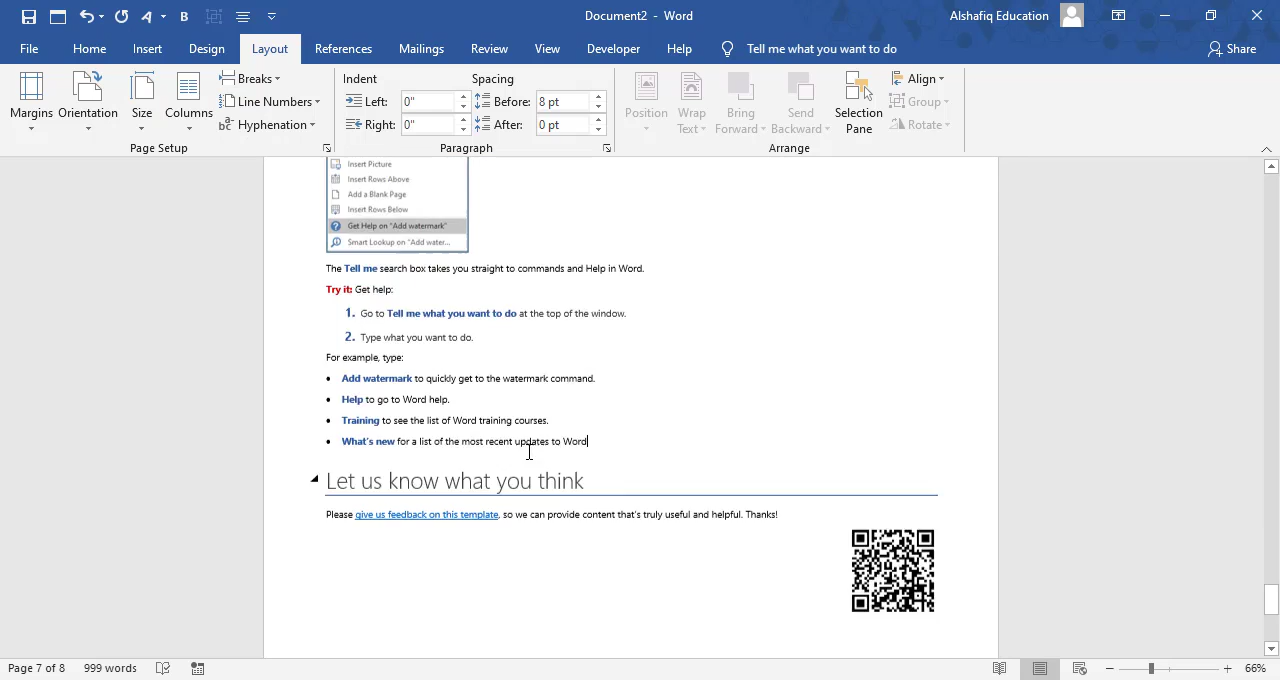 Document2 - Word
Alshafiq Education
File Home Insert Design Layout References Mailings Review View Developer Help Tell me what you want to do Share
Margins Orientation Size Columns
Breaks
Line Numbers
Hyphenation
Page Setup
Indent Spacing
Left: 0" Before: 8 pt
Right: 0" After: 0 pt
Paragraph
Position Wrap Text Bring Forward Send Backward Selection Pane
Align
Group
Rotate
Arrange
Insert Picture
Insert Rows Above
Add a Blank Page
Insert Rows Below
Get Help on "Add watermark"
Smart Lookup on "Add water...
The Tell me search box takes you straight to commands and Help in Word.
Try it: Get help:
1. Go to Tell me what you want to do at the top of the window.
2. Type what you want to do.
For example, type:
• Add watermark to quickly get to the watermark command.
• Help to go to Word help.
• Training to see the list of Word training courses.
• What's new for a list of the most recent updates to Word
Let us know what you think
Please give us feedback on this template, so we can provide content that's truly useful and helpful. Thanks!
Page 7 of 8 999 words 66%